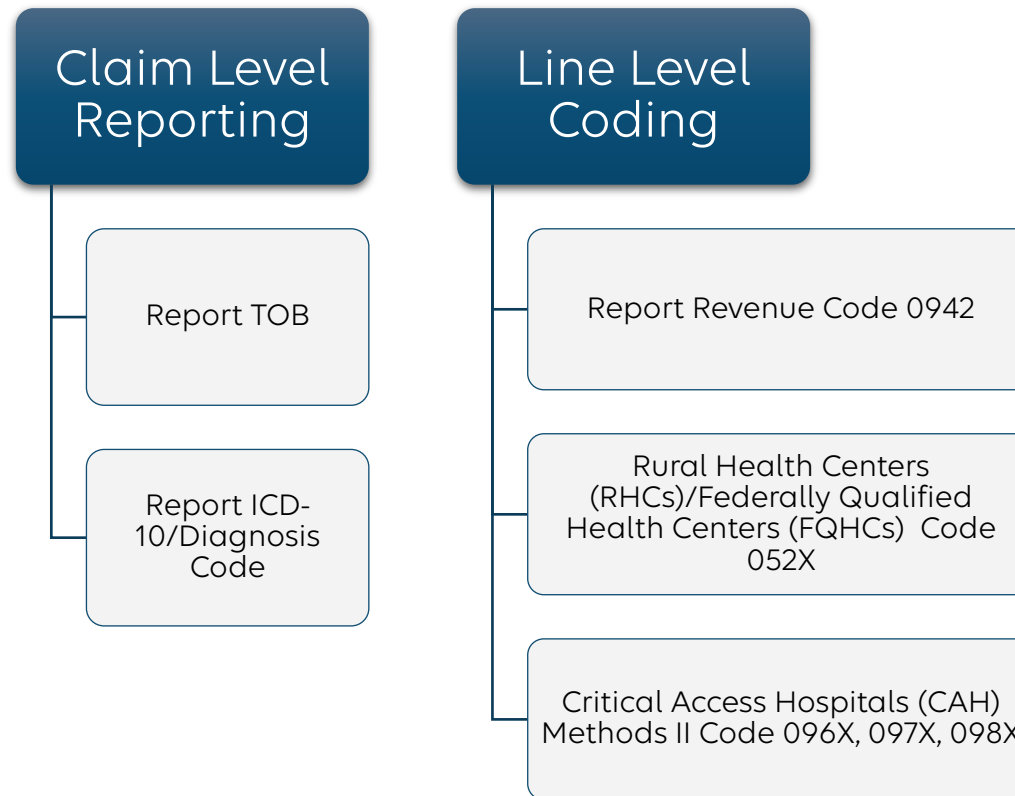 Claim Level
Reporting
Report TOB
Report ICD-
10/Diagnosis
Code
Line Level
Coding
Report Revenue Code 0942
Rural Health Centers
(RHCs)/Federally Qualified
Health Centers (FQHCs) Code
052X
Critical Access Hospitals (CAH)
Methods II Code 096X, 097X, 098X